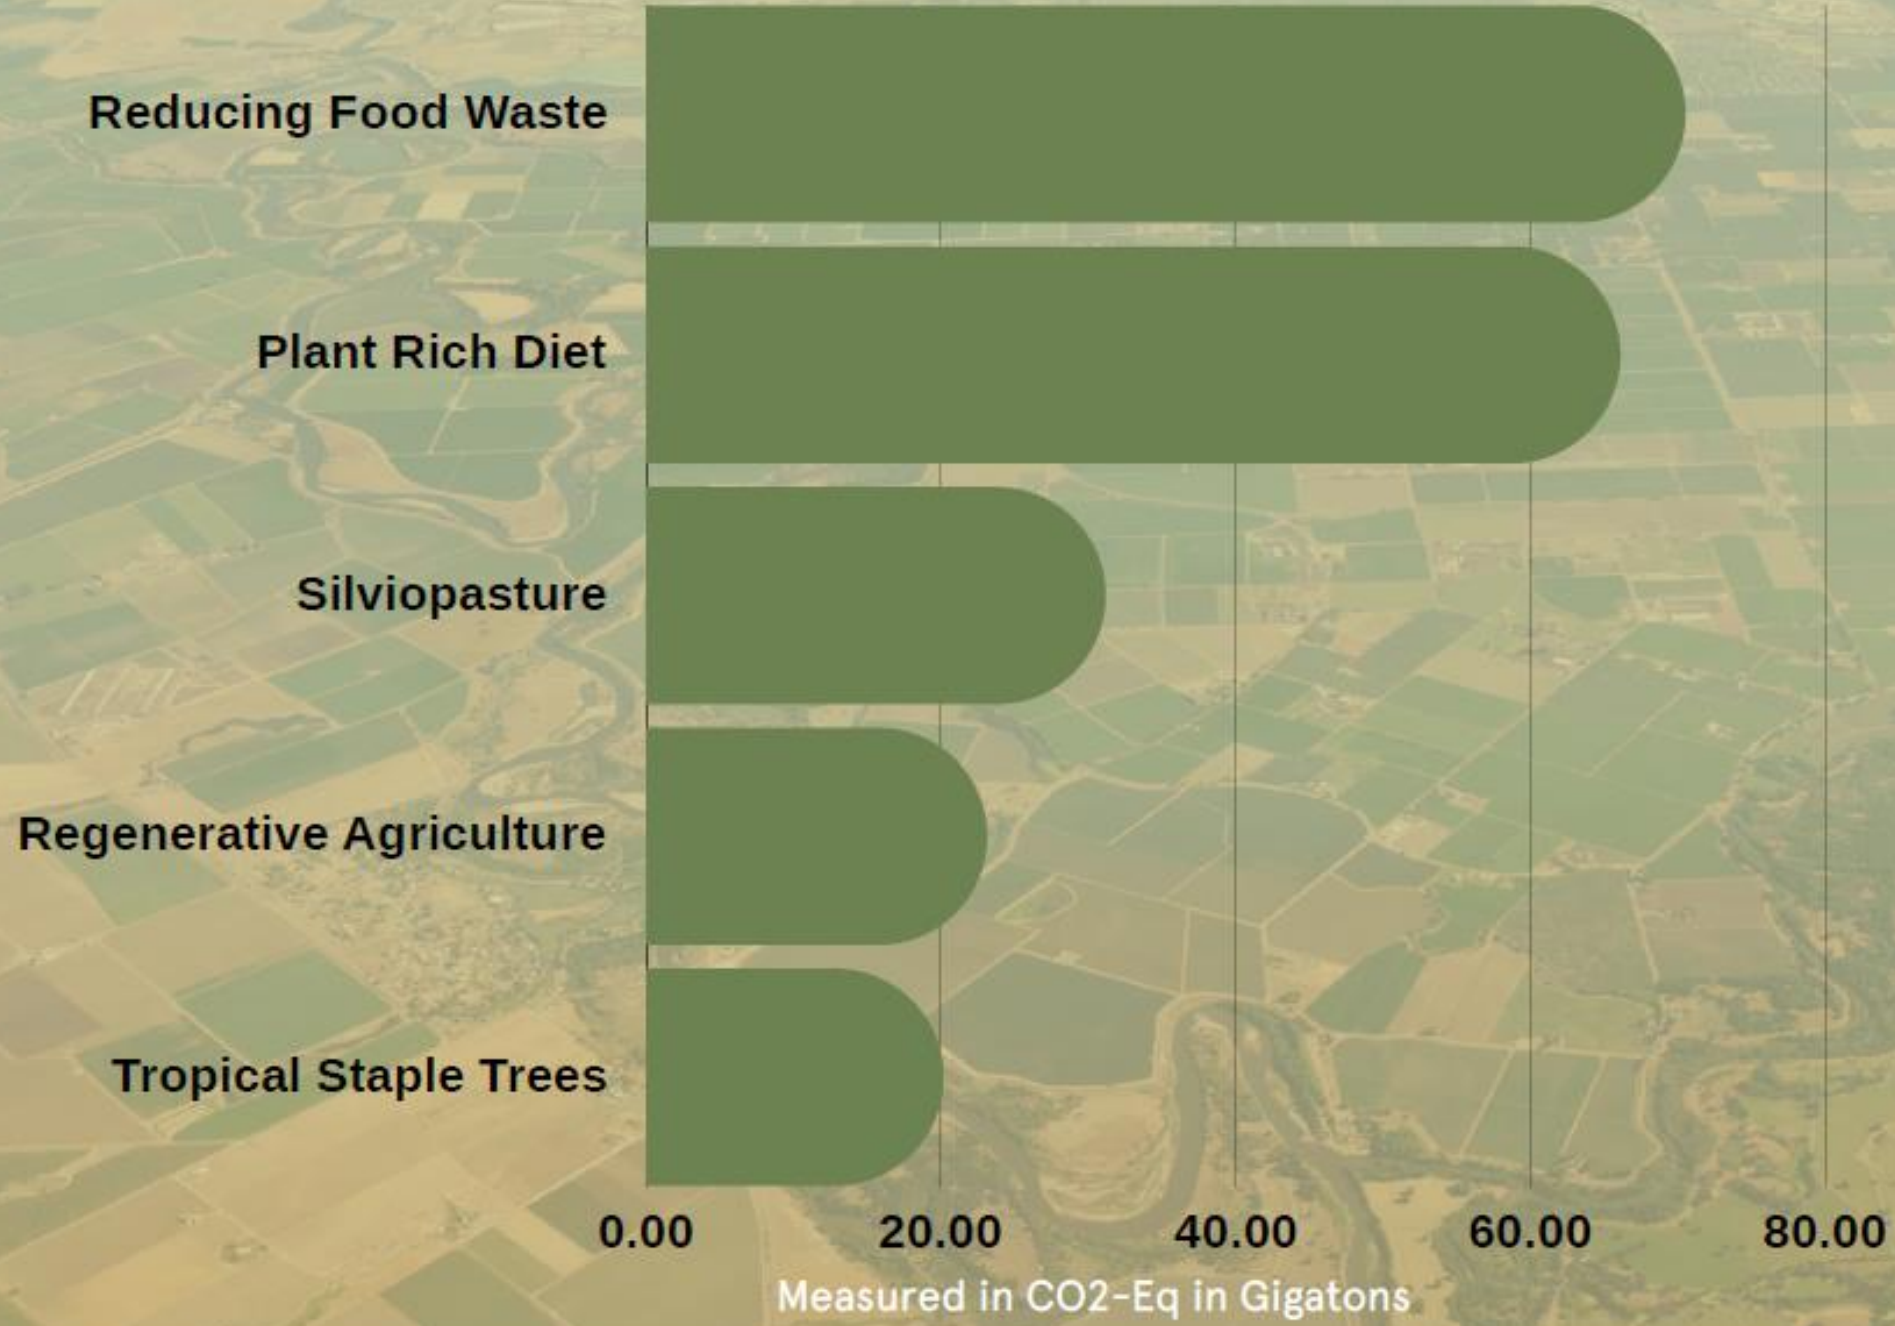 Reducing Food Waste
Plant Rich Diet
Silviopasture
Regenerative Agriculture
Tropical Staple Trees
0.00 20.00 40.00 60.00 80.00
Measured in CO2-Eq in Gigatons